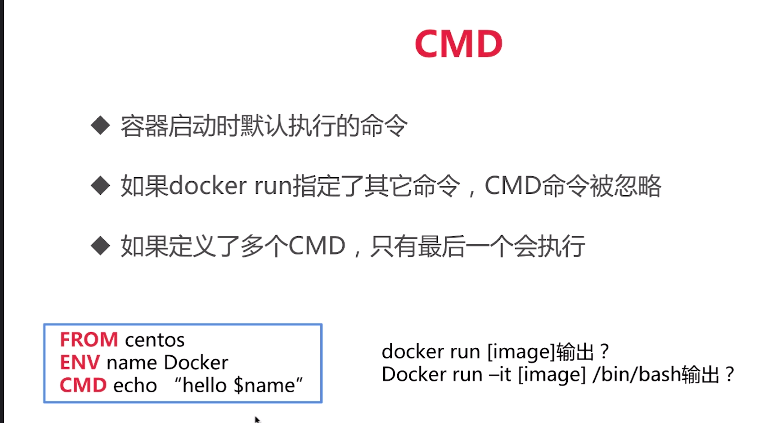 CMD
◆ 容器启动时默认执行的命令
◆ 如果docker run指定了其它命令，CMD命令被忽略
◆ 如果定义了多个CMD，只有最后一个会执行
FROM centos
ENV name Docker
CMD echo “hello $name”
docker run [image]输出？
Docker run –it [image] /bin/bash输出？